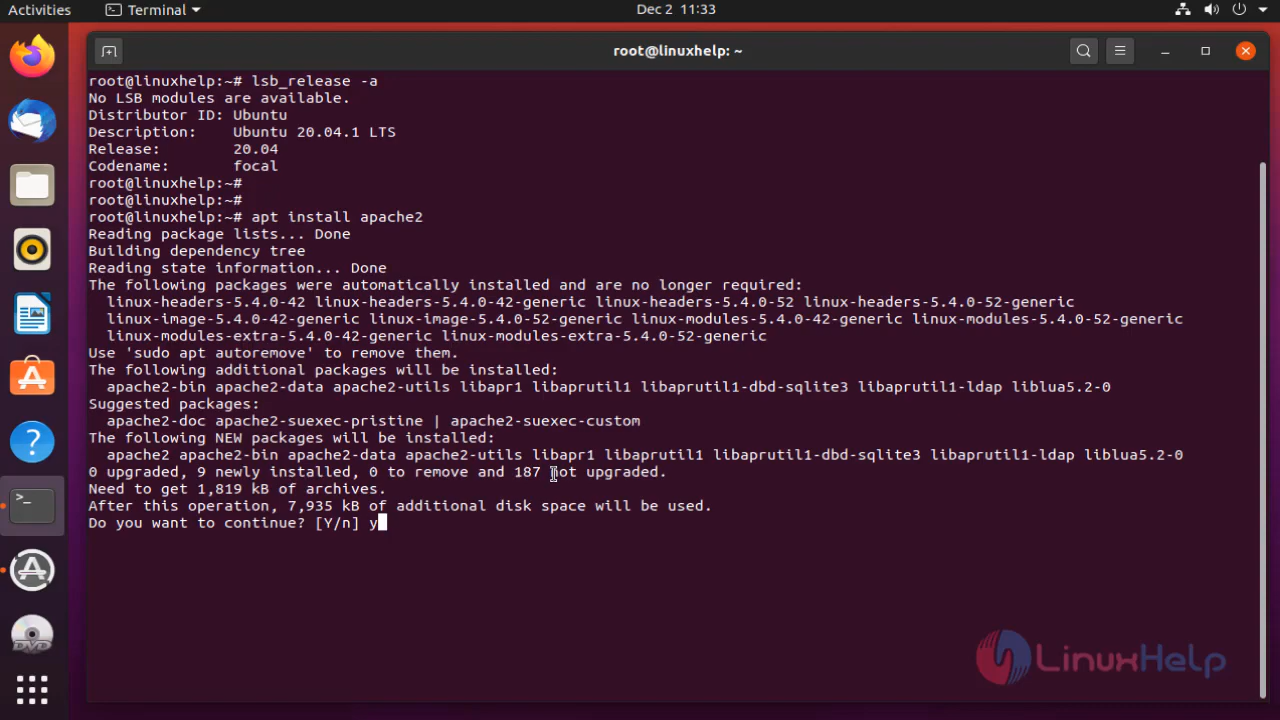 Activities
Terminal
Dec 2 11:33
root@linuxhelp: ~
root@linuxhelp:~# lsb_release -a
No LSB modules are available.
Distributor ID: Ubuntu
Description:    Ubuntu 20.04.1 LTS
Release:        20.04
Codename:       focal
root@linuxhelp:~#
root@linuxhelp:~#
root@linuxhelp:~# apt install apache2
Reading package lists... Done
Building dependency tree
Reading state information... Done
The following packages were automatically installed and are no longer required:
  linux-headers-5.4.0-42 linux-headers-5.4.0-42-generic linux-headers-5.4.0-52 linux-headers-5.4.0-52-generic
  linux-image-5.4.0-42-generic linux-image-5.4.0-52-generic linux-modules-5.4.0-42-generic linux-modules-5.4.0-52-generic
  linux-modules-extra-5.4.0-42-generic linux-modules-extra-5.4.0-52-generic
Use 'sudo apt autoremove' to remove them.
The following additional packages will be installed:
  apache2-bin apache2-data apache2-utils libapr1 libaprutil1 libaprutil1-dbd-sqlite3 libaprutil1-ldap liblua5.2-0
Suggested packages:
  apache2-doc apache2-suexec-pristine | apache2-suexec-custom
The following NEW packages will be installed:
  apache2 apache2-bin apache2-data apache2-utils libapr1 libaprutil1 libaprutil1-dbd-sqlite3 libaprutil1-ldap liblua5.2-0
0 upgraded, 9 newly installed, 0 to remove and 187 not upgraded.
Need to get 1,819 kB of archives.
After this operation, 7,935 kB of additional disk space will be used.
Do you want to continue? [Y/n] y
DVD
LinuxHelp